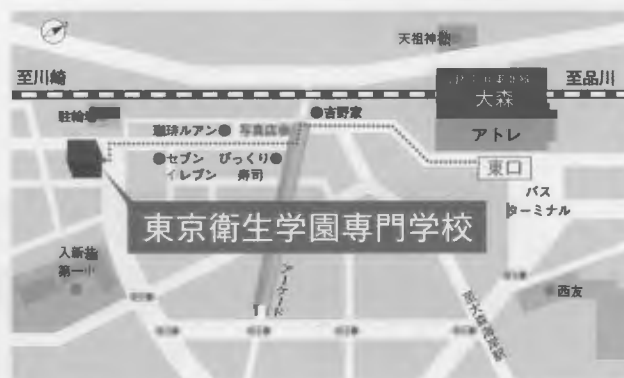 天祖神社
至川崎
至品川
大森
アトレ
東口
バス
ターミナル
駐輪場
珈琲ルアン
写真店
吉野家
セブン
イレブン
びっくり
寿司
東京衛生学園専門学校
入新井
第一小
アーケード
西友